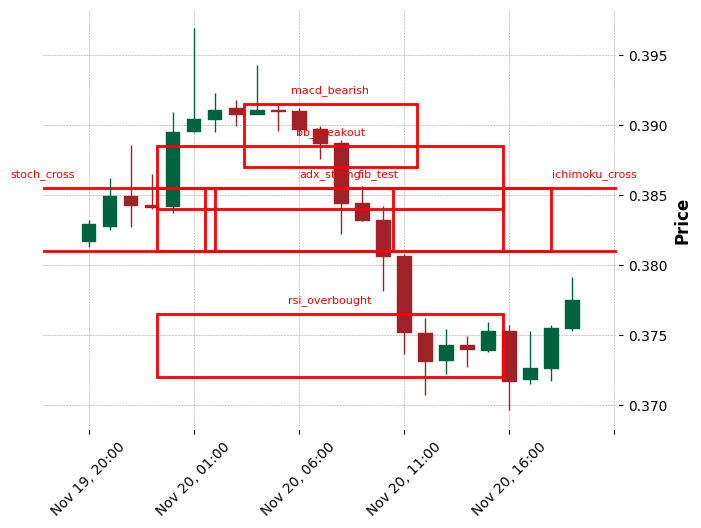 macd_bearish
bb_breakout
stoch_cross
adx_strong
fib_test
ichimoku_cross
rsi_overbought
0.395
0.390
0.385
0.380
0.375
0.370
Price
Nov 19, 20:00
Nov 20, 01:00
Nov 20, 06:00
Nov 20, 11:00
Nov 20, 16:00